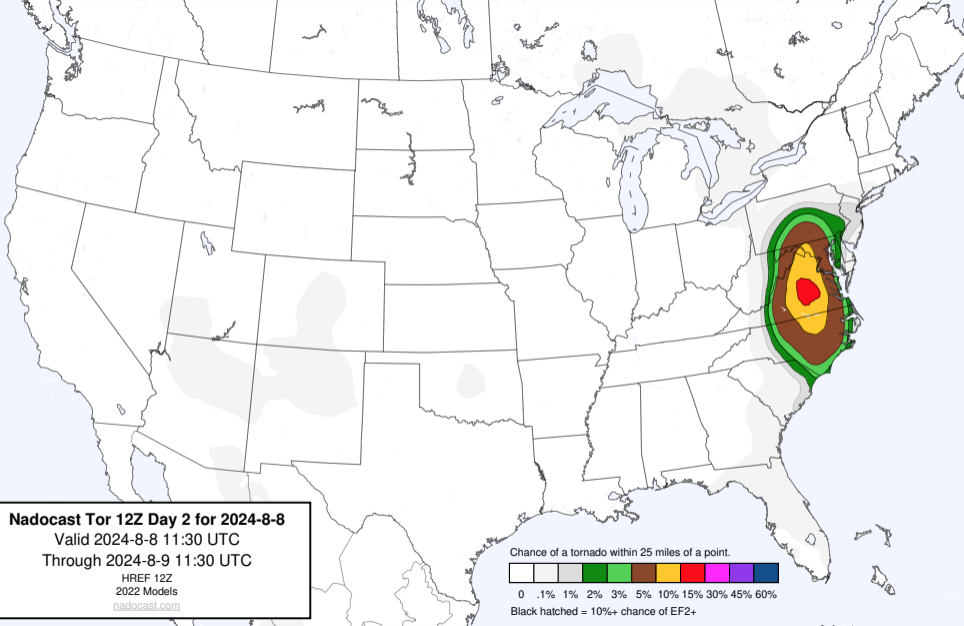 Nadocast Tor 12Z Day 2 for 2024-8-8
Valid 2024-8-8 11:30 UTC
Through 2024-8-9 11:30 UTC
HREF 12Z
2022 Models
nadocast.com
Chance of a tornado within 25 miles of a point.
0 .1% 1% 2% 3% 5% 10% 15% 30% 45% 60%
Black hatched = 10%+ chance of EF2+